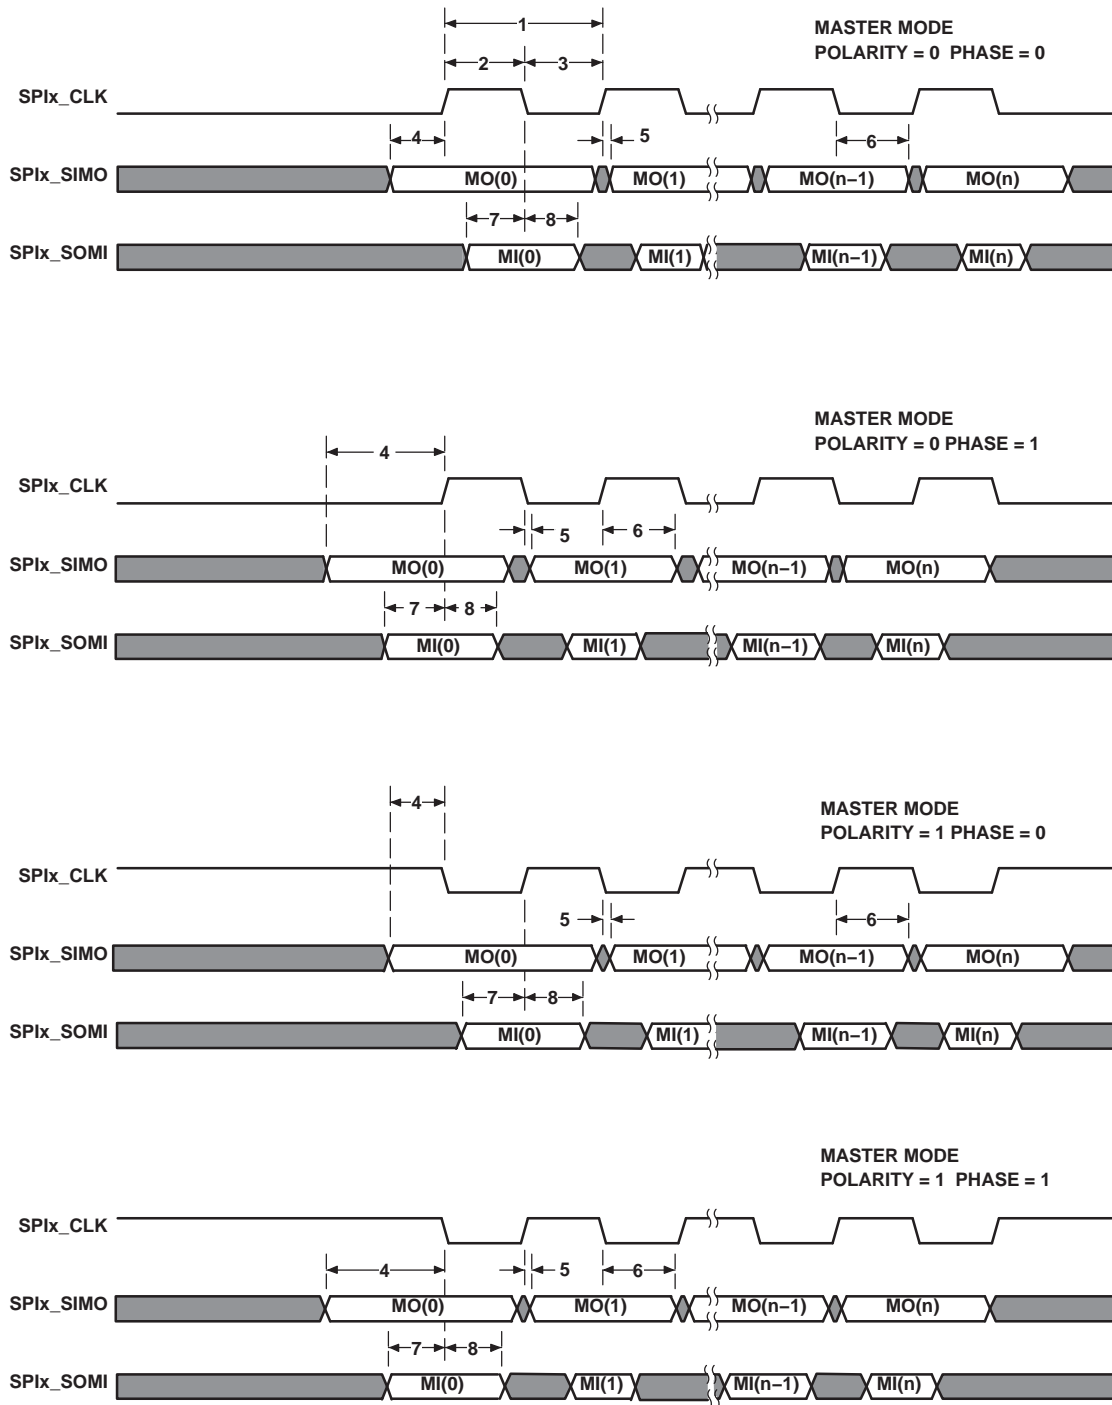 1
MASTER MODE
POLARITY = 0 PHASE = 0
2 3
SPIx_CLK
4 5 6
SPIx_SIMO MO(0) MO(1) MO(n−1) MO(n)
7 8
SPIx_SOMI MI(0) MI(1) MI(n−1) MI(n)
MASTER MODE
POLARITY = 0 PHASE = 1
4
SPIx_CLK
5 6
SPIx_SIMO MO(0) MO(1) MO(n−1) MO(n)
7 8
SPIx_SOMI MI(0) MI(1) MI(n−1) MI(n)
4
MASTER MODE
POLARITY = 1 PHASE = 0
SPIx_CLK
5 6
SPIx_SIMO MO(0) MO(1) MO(n−1) MO(n)
7 8
SPIx_SOMI MI(0) MI(1) MI(n−1) MI(n)
MASTER MODE
POLARITY = 1 PHASE = 1
SPIx_CLK
4 5 6
SPIx_SIMO MO(0) MO(1) MO(n−1) MO(n)
7 8
SPIx_SOMI MI(0) MI(1) MI(n−1) MI(n)